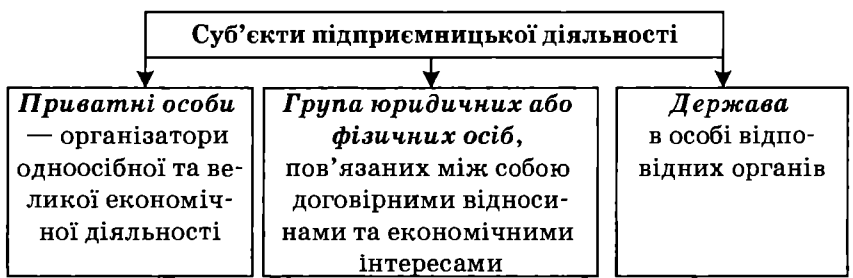 Суб’єкти підприємницької діяльності
Приватні особи
— організатори
одноосібної та ве-
ликої економіч-
ної діяльності
Група юридичних або
фізичних осіб,
пов’язаних між собою
договірними відноси-
нами та економічними
інтересами
Держава
в особі відпо-
відних органів